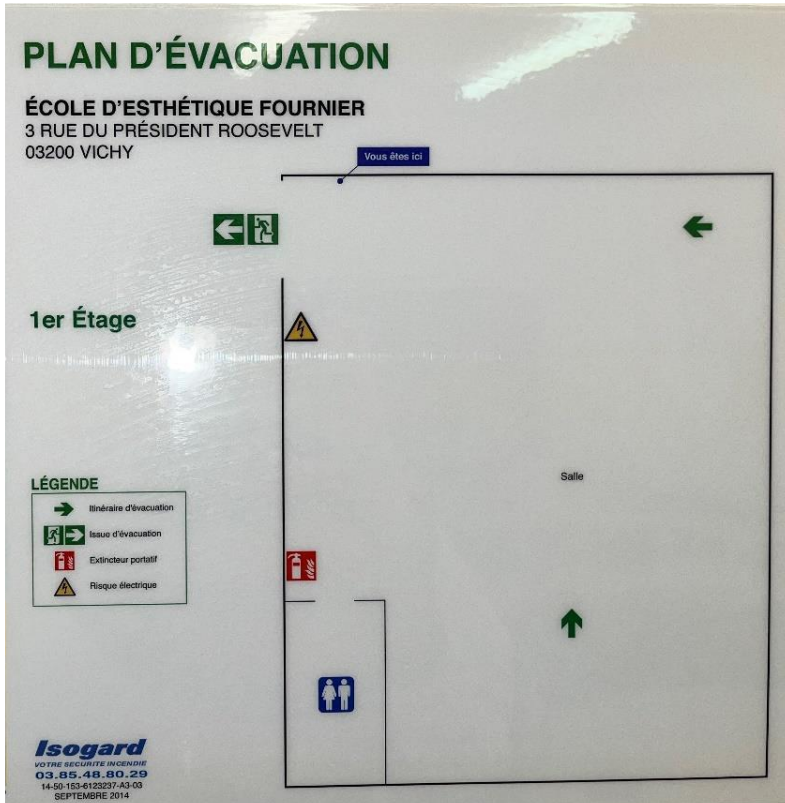 PLAN D'ÉVACUATION
ÉCOLE D'ESTHÉTIQUE FOURNIER
3 RUE DU PRÉSIDENT ROOSEVELT
03200 VICHY
Vous êtes ici
1er Étage
Salle
LÉGENDE
Itinéraire d'évacuation
Issue d'évacuation
Extincteur portatif
Risque électrique
Isogard
VOTRE SECURITE INCENDIE
03.85.48.80.29
14-50-153-6123237-A3-03
SEPTEMBRE 2014